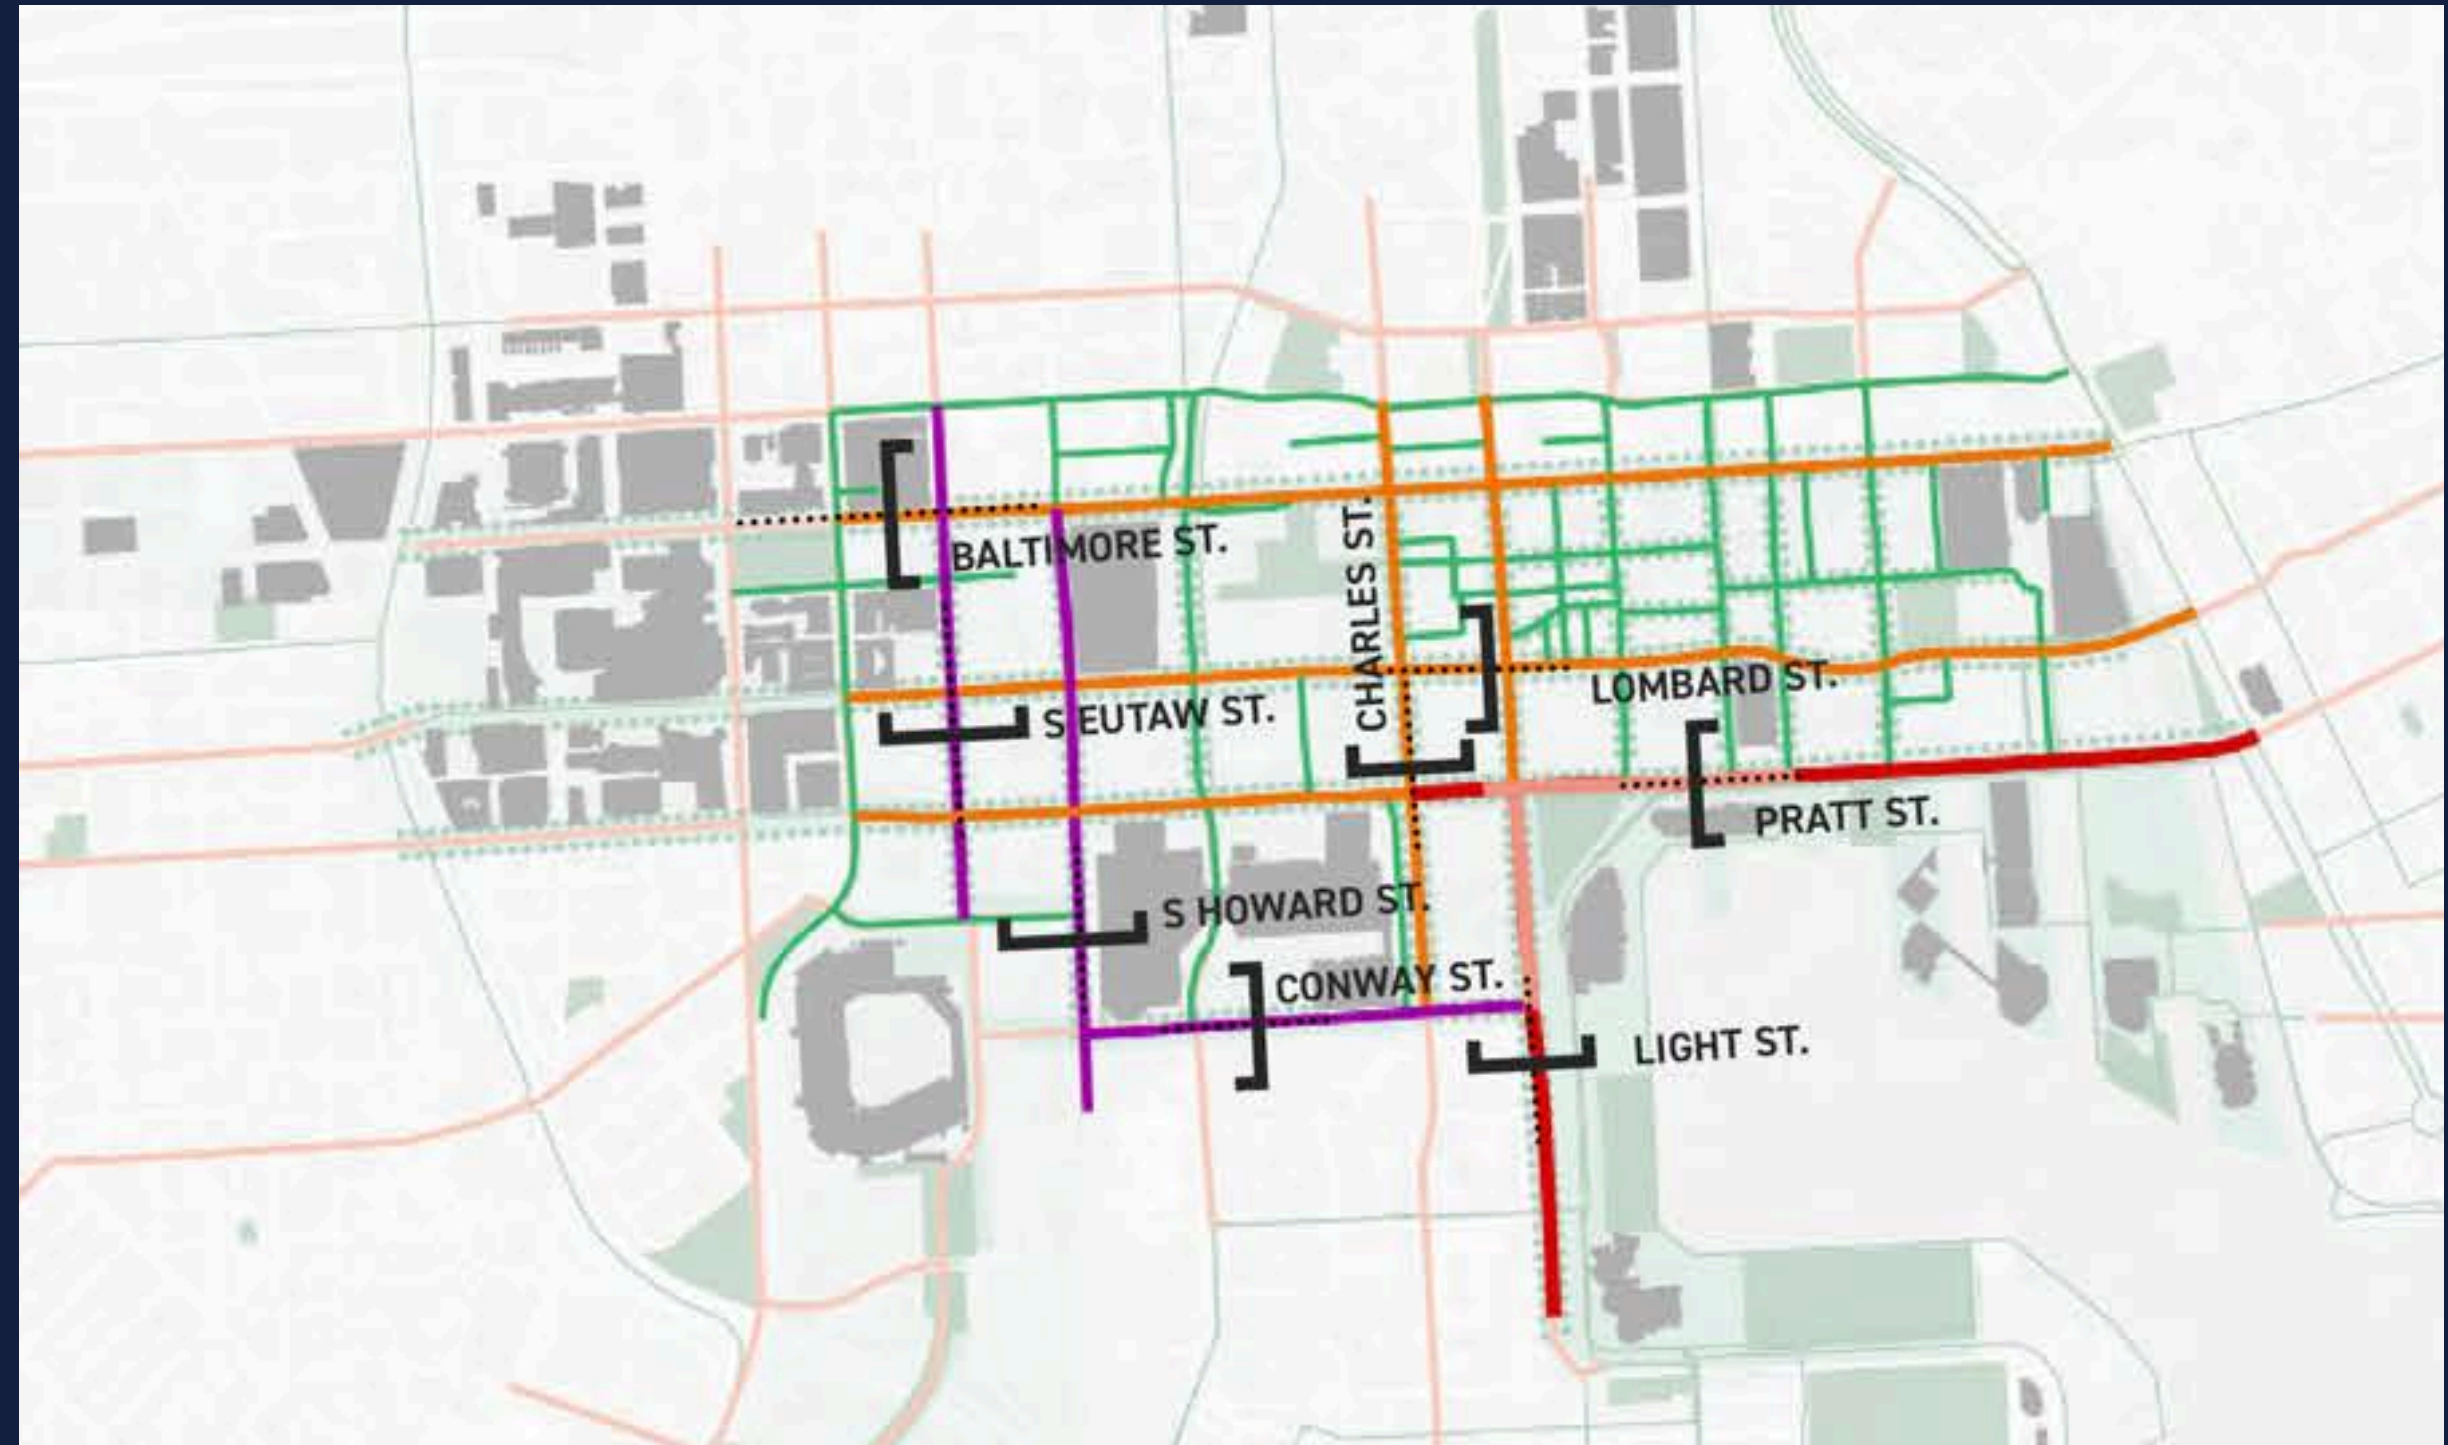 BALTIMORE ST.
CHARLES ST.
LOMBARD ST.
S EUTAW ST.
PRATT ST.
S HOWARD ST.
CONWAY ST.
LIGHT ST.